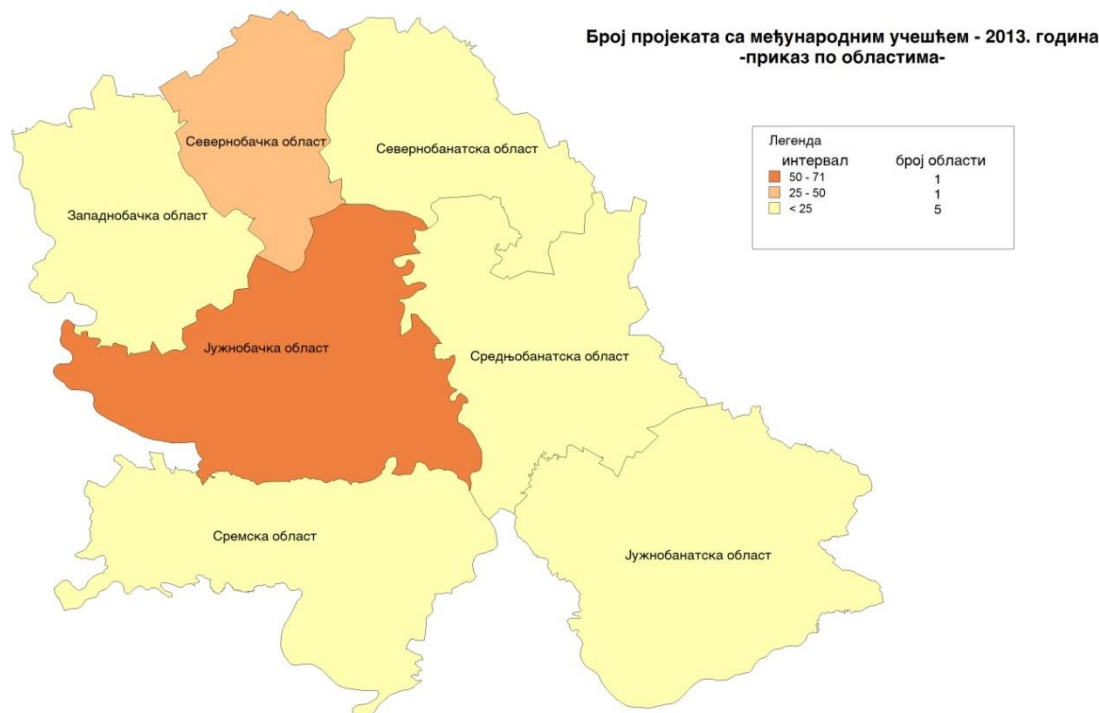 Број пројеката са међународним учешћем - 2013. година
-приказ по областима-
Легенда
интервал број области
50 - 71 1
25 - 50 1
< 25 5
Севернобачка област
Севернобанатска област
Западнобачка област
Јужнобачка област
Средњобанатска област
Сремска област
Јужнобанатска област